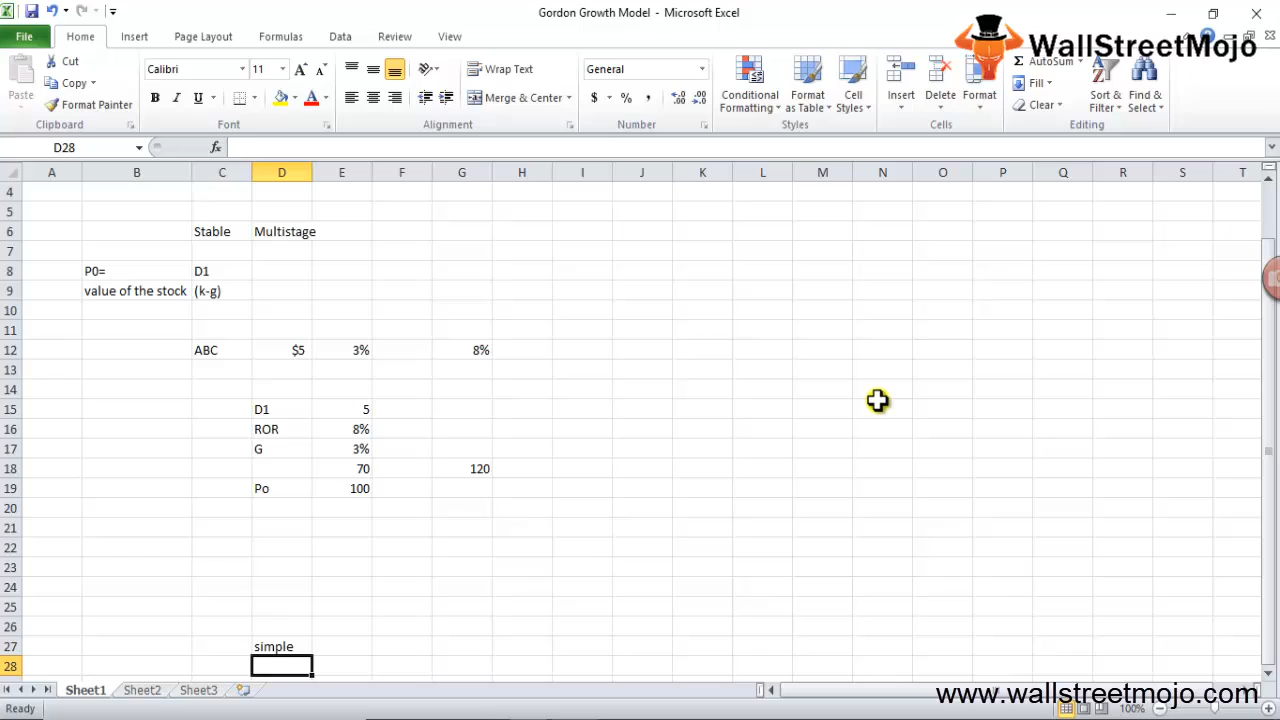 Gordon Growth Model - Microsoft Excel
WallStreetMojo
File Home Insert Page Layout Formulas Data Review View
Paste
Cut
Copy
Format Painter
Clipboard
Calibri 11
B I U A
Font
Wrap Text
Merge & Center
Alignment
General
$ % ,
Number
Conditional Formatting
Format as Table
Cell Styles
Styles
Insert Delete Format
Cells
AutoSum
Fill
Clear
Sort & Filter
Find & Select
Editing
D28 fx
A B C D E F G H I J K L M N O P Q R S T
4
5
6 Stable Multistage
7
8 P0= D1
9 value of the stock (k-g)
10
11
12 ABC $5 3% 8%
13
14
15 D1 5
16 ROR 8%
17 G 3%
18 70 120
19 Po 100
20
21
22
23
24
25
26
27 simple
28
Sheet1 Sheet2 Sheet3
www.wallstreetmojo.com
Ready 100%